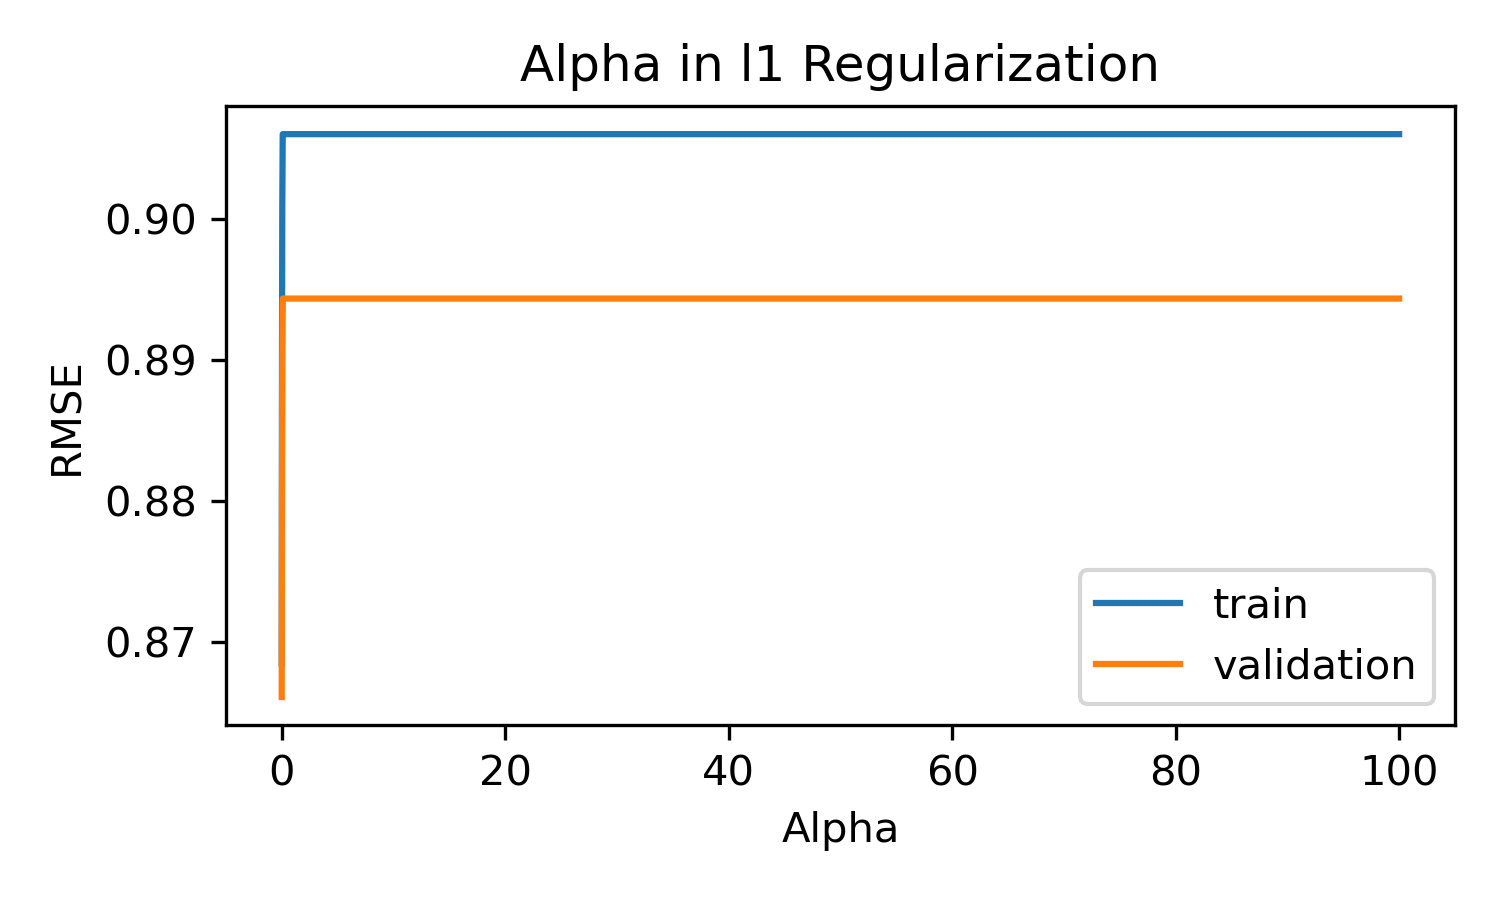 Alpha in l1 Regularization
RMSE
0.90
0.89
0.88
0.87
train
validation
0 20 40 60 80 100
Alpha